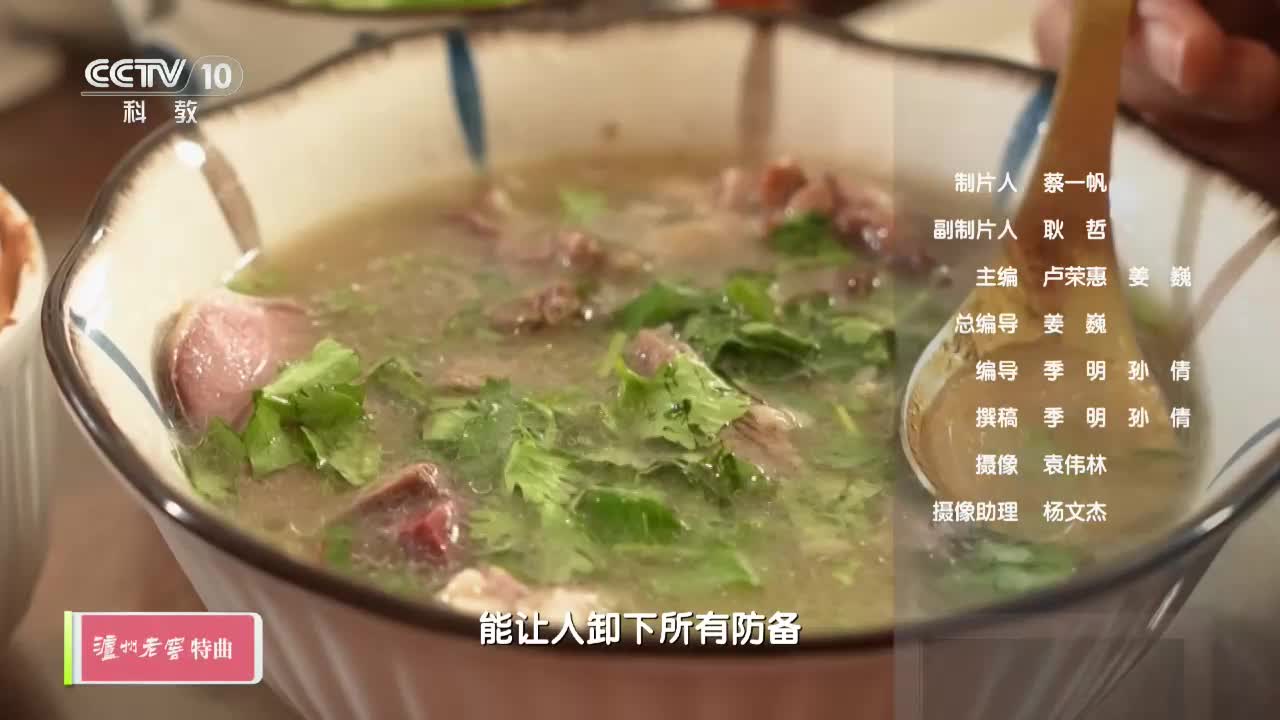 CCTV 10
科教
制片人 蔡一帆
副制片人 耿 哲
主编 卢荣惠 姜 巍
总编导 姜 巍
编导 季 明 孙 倩
撰稿 季 明 孙 倩
摄像 袁伟林
摄像助理 杨文杰
能让人卸下所有防备
泸州老窖 特曲